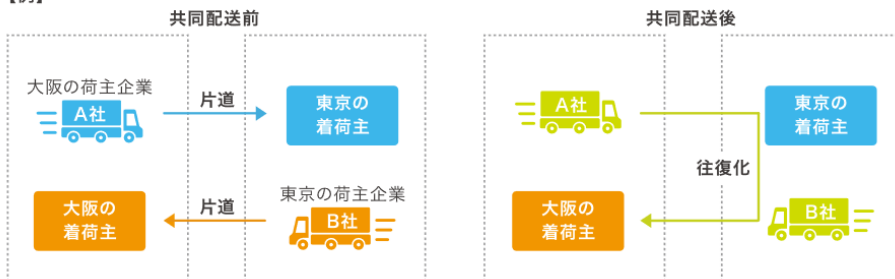 共同配送前
大阪の荷主企業
A社
片道
東京の
着荷主
東京の荷主企業
大阪の
着荷主
片道
B社
共同配送後
A社
東京の
着荷主
往復化
大阪の
着荷主
B社